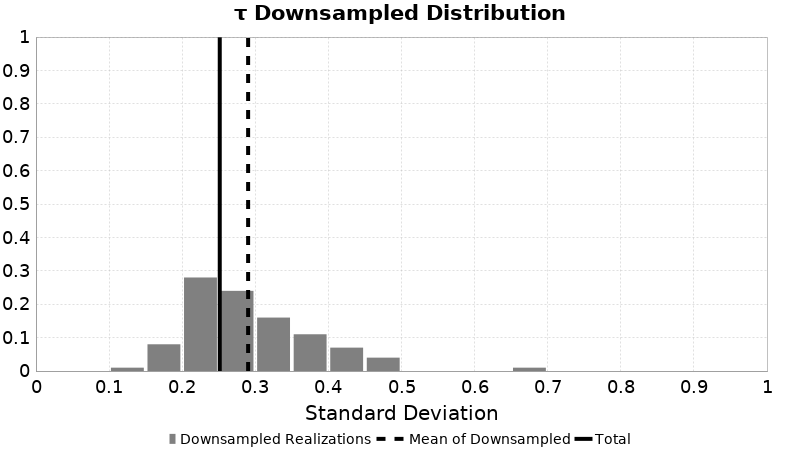 τ Downsampled Distribution
1
0.9
0.8
0.7
0.6
0.5
0.4
0.3
0.2
0.1
0
0 0.1 0.2 0.3 0.4 0.5 0.6 0.7 0.8 0.9 1
Standard Deviation
Downsampled Realizations Mean of Downsampled Total